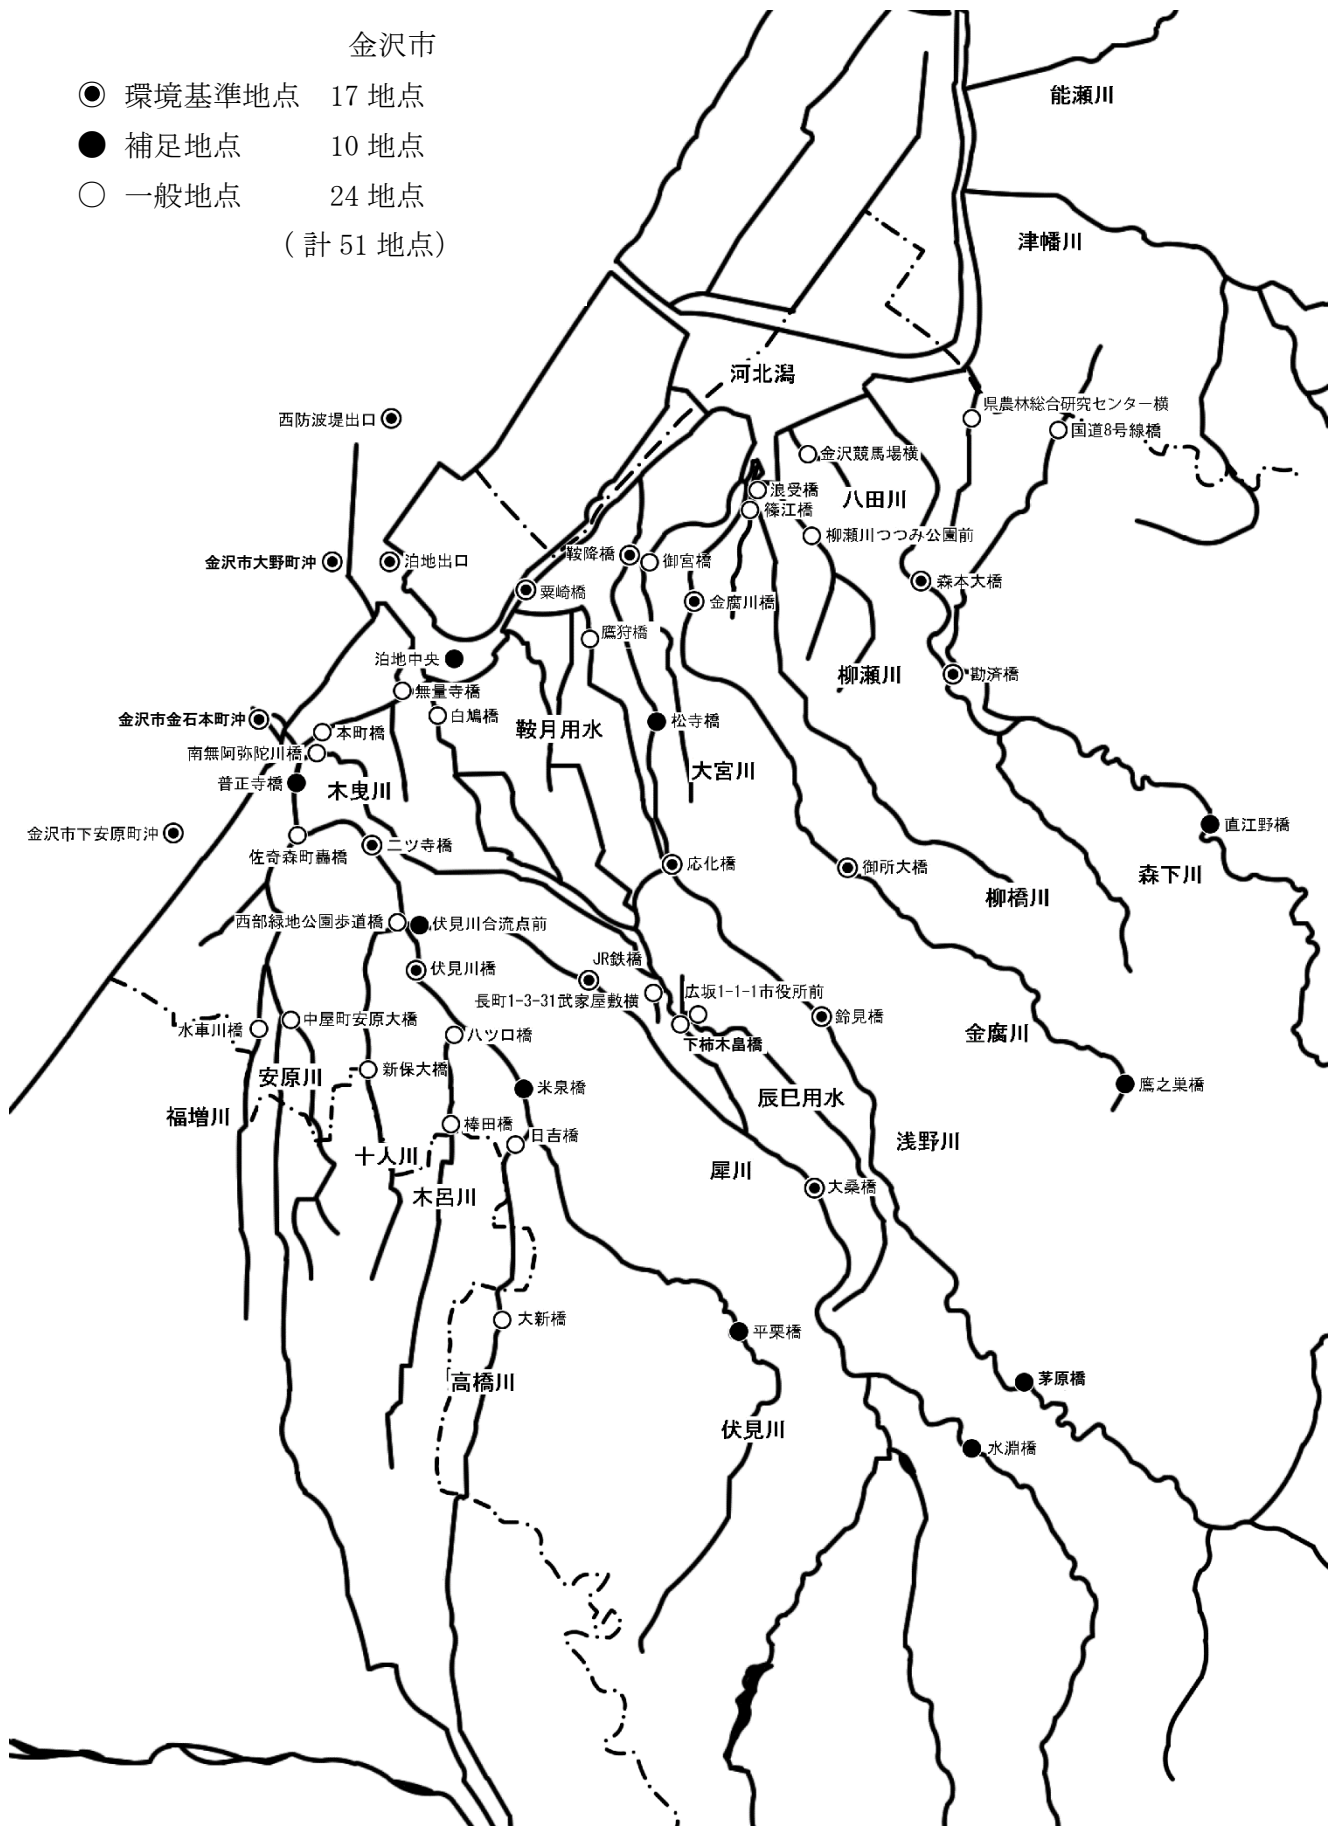 金沢市
◉ 環境基準地点 17 地点
● 補足地点 10 地点
○ 一般地点 24 地点
(計 51 地点)
能瀬川
津幡川
河北潟
県農林総合研究センター横
西防波堤出口
国道8号線橋
金沢競馬場横
浪受橋
八田川
篠江橋
柳瀬川つつみ公園前
鞍降橋
御宮橋
金沢市大野町沖
泊地出口
森本大橋
粟崎橋
金腐川橋
鷹狩橋
泊地中央
柳瀬川
勘済橋
無量寺橋
白鳩橋
金沢市金石本町沖
松寺橋
鞍月用水
本町橋
南無阿弥陀川橋
大宮川
普正寺橋
木曳川
直江野橋
金沢市下安原町沖
二ツ寺橋
佐奇森町轟橋
応化橋
御所大橋
森下川
柳橋川
西部緑地公園歩道橋
伏見川合流点前
JR鉄橋
伏見川橋
長町1-3-31武家屋敷横
広坂1-1-1市役所前
中屋町安原大橋
鈴見橋
水車川橋
八ツロ橋
金腐川
下柿木畠橋
新保大橋
安原川
米泉橋
鷹之巣橋
辰巳用水
福増川
棒田橋
日吉橋
浅野川
十人川
犀川
木呂川
大桑橋
大新橋
平栗橋
茅原橋
高橋川
伏見川
水淵橋